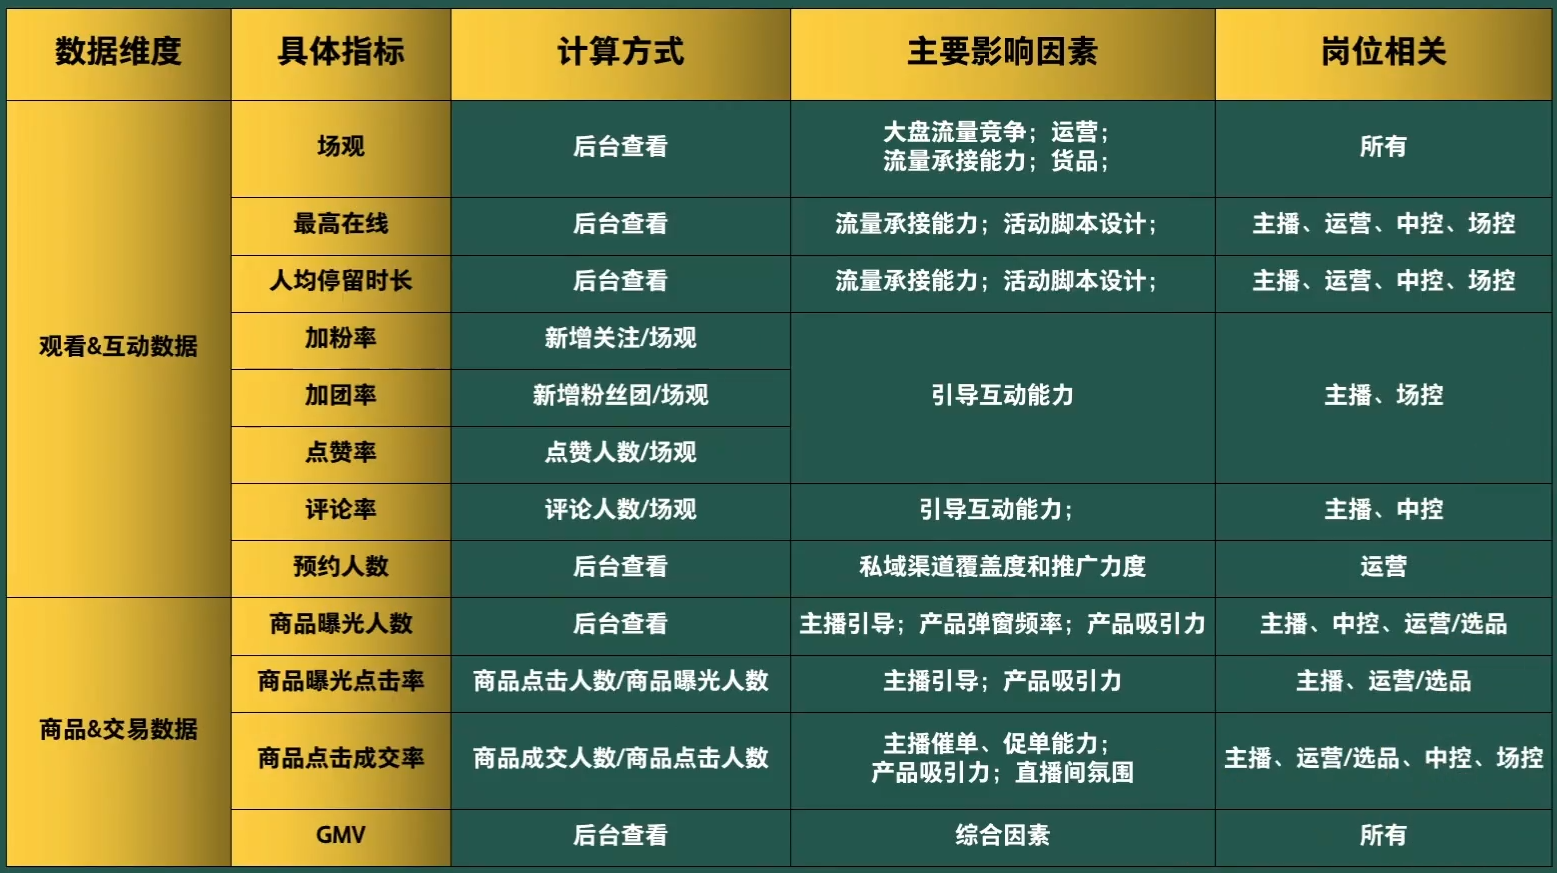 数据维度 具体指标 计算方式 主要影响因素 岗位相关
观看&互动数据
场观 后台查看 大盘流量竞争；运营；
流量承接能力；货品； 所有
最高在线 后台查看 流量承接能力；活动脚本设计； 主播、运营、中控、场控
人均停留时长 后台查看 流量承接能力；活动脚本设计； 主播、运营、中控、场控
加粉率 新增关注/场观
加团率 新增粉丝团/场观 引导互动能力 主播、场控
点赞率 点赞人数/场观
评论率 评论人数/场观 引导互动能力； 主播、中控
预约人数 后台查看 私域渠道覆盖度和推广力度 运营
商品&交易数据
商品曝光人数 后台查看 主播引导；产品弹窗频率；产品吸引力 主播、中控、运营/选品
商品曝光点击率 商品点击人数/商品曝光人数 主播引导；产品吸引力 主播、运营/选品
商品点击成交率 商品成交人数/商品点击人数 主播催单、促单能力；
产品吸引力；直播间氛围 主播、运营/选品、中控、场控
GMV 后台查看 综合因素 所有